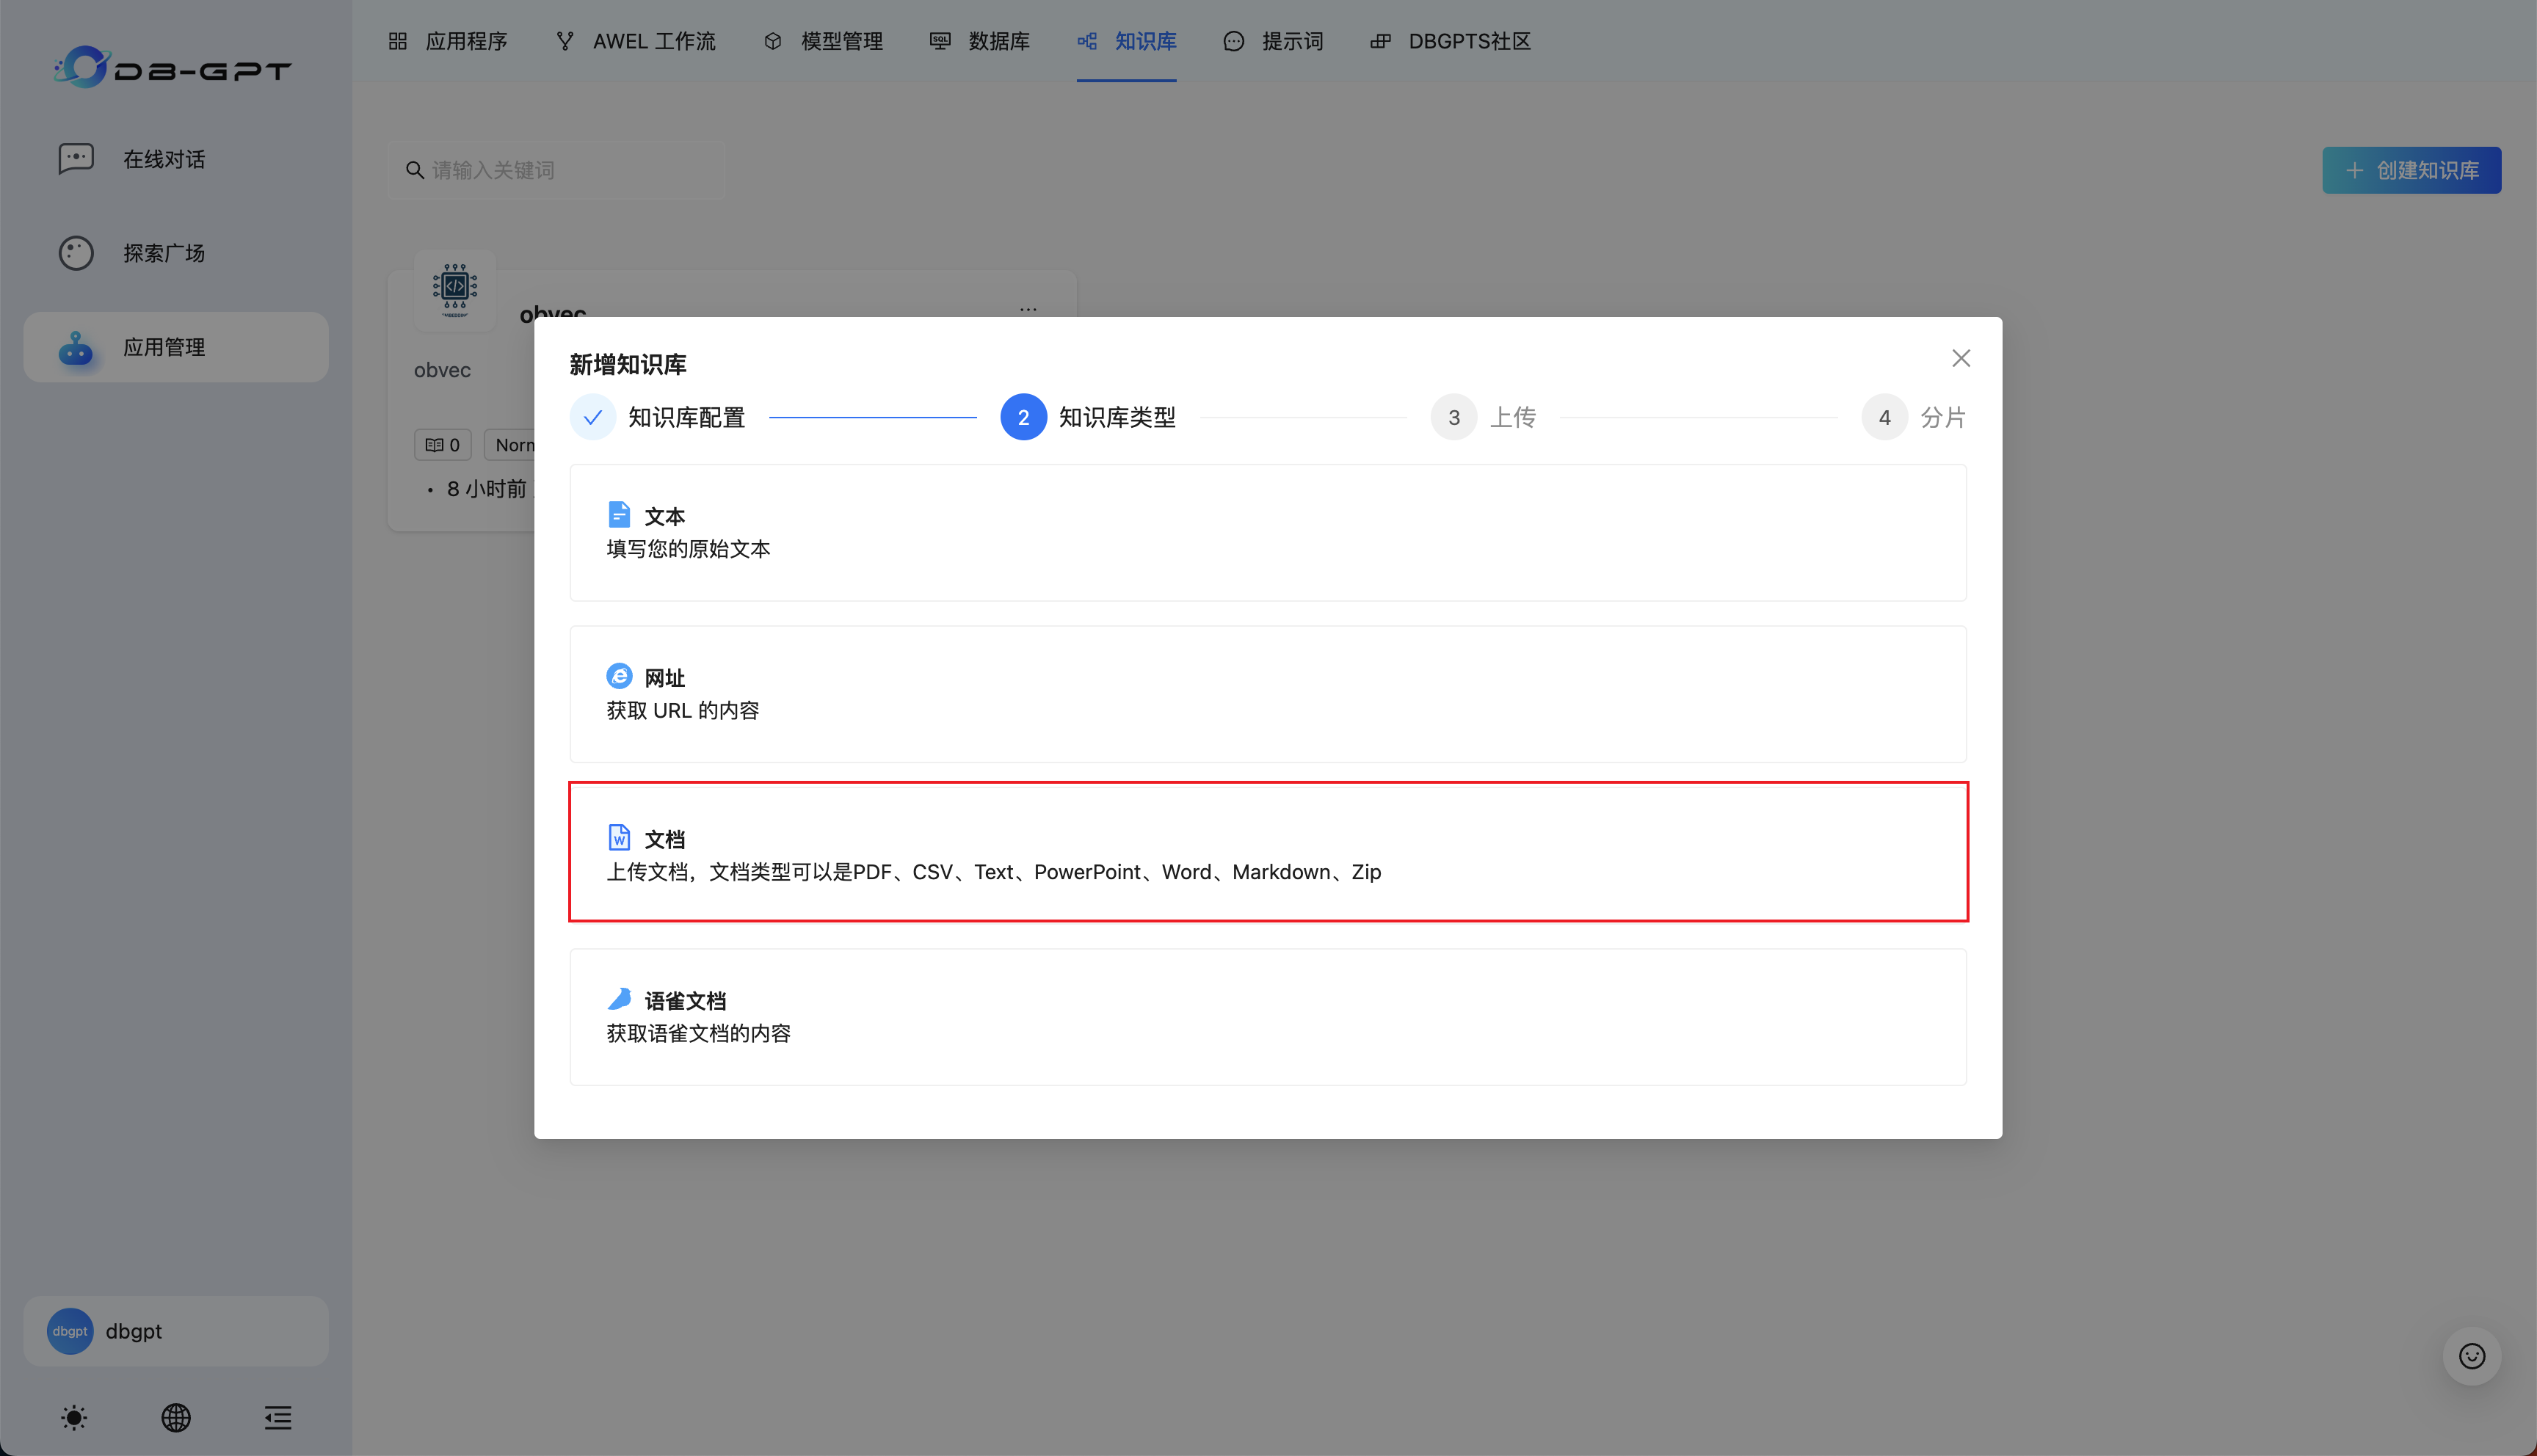 DB-GPT
在线对话
探索广场
应用管理
dbgpt
dbgpt
应用程序
AWEL 工作流
模型管理
SQL
数据库
知识库
提示词
DBGPTS社区
请输入关键词
创建知识库
obvec
...
obvec
0
Norm
8 小时前
新增知识库
知识库配置
2 知识库类型
3 上传
4 分片
文本
填写您的原始文本
网址
获取 URL 的内容
W
文档
上传文档，文档类型可以是PDF、CSV、Text、PowerPoint、Word、Markdown、Zip
语雀文档
获取语雀文档的内容